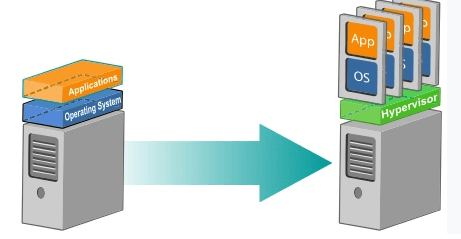 Applications
Operating System
App
OS
Hypervisor